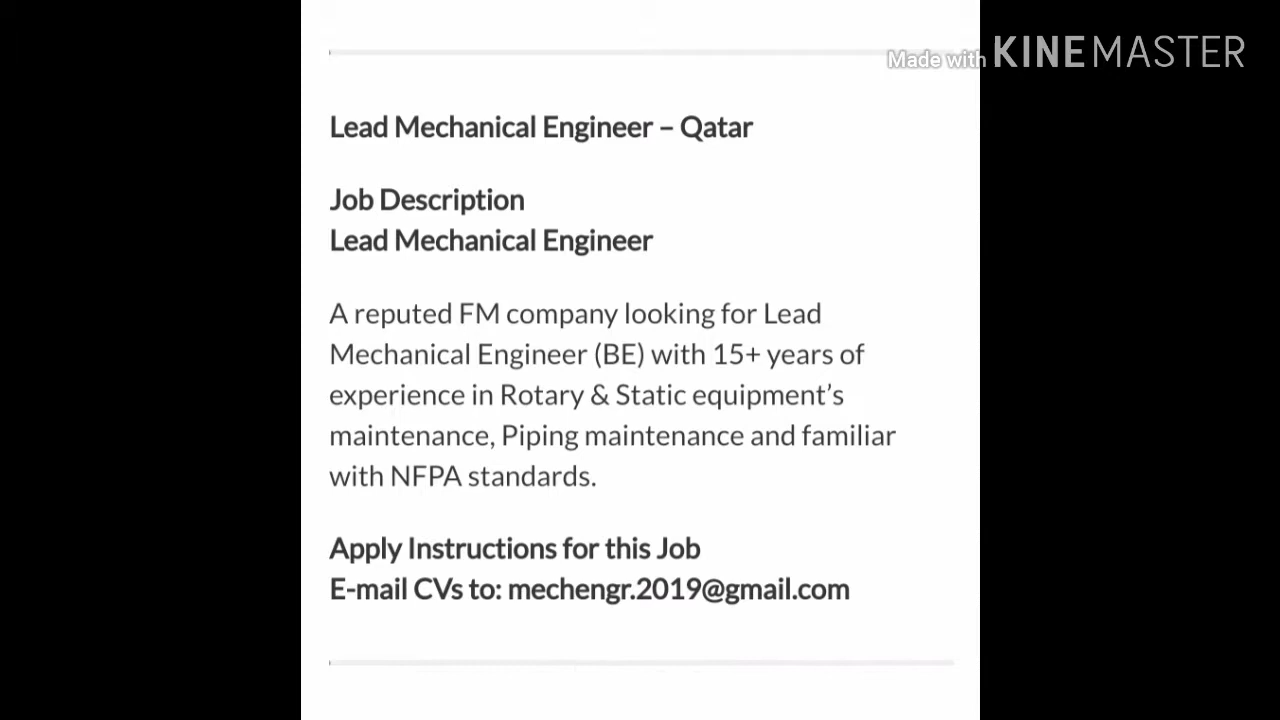 Made with KINEMASTER
Lead Mechanical Engineer – Qatar
Job Description
Lead Mechanical Engineer
A reputed FM company looking for Lead
Mechanical Engineer (BE) with 15+ years of
experience in Rotary & Static equipment’s
maintenance, Piping maintenance and familiar
with NFPA standards.
Apply Instructions for this Job
E-mail CVs to: mechengr.2019@gmail.com